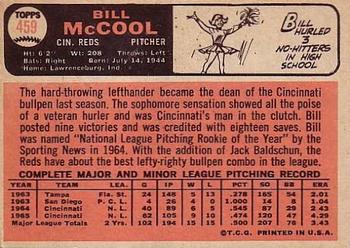 TOPPS
459
BILL
McCOOL
CIN. REDS PITCHER
Ht: 6'2" Wt: 208 Throws: Left
Bats: Right Born: July 14, 1944
Home: Lawrenceburg, Ind.
BILL
HURLED
3
NO-HITTERS
IN HIGH
SCHOOL
The hard-throwing lefthander became the dean of the Cincinnati
bullpen last season. The sophomore sensation showed all the poise
of a veteran hurler and was Cincinnati's man in the clutch.
Bill posted nine victories and was credited with eighteen saves. Bill
was named "National League Pitching Rookie of the Year" by the
Sporting News in 1964. With the addition of Jack Baldschun, the
Reds have about the best lefty-righty bullpen combo in the league.
COMPLETE MAJOR AND MINOR LEAGUE PITCHING RECORD
YEAR TEAM LEA. G IP W L PCT. SO BB ERA
1963 Tampa Fla. St. 24 148 5 13 .278 165 54 2.01
1963 San Diego P.C.L. 4 26 4 0 1.000 18 8 1.04
1964 Cincinnati N.L. 40 89 6 5 .545 87 29 2.43
1965 Cincinnati N.L. 62 105 9 10 .474 120 47 4.29
Major League Totals 2 Yrs. 102 194 15 15 .500 207 76
© T.C.G. PRINTED IN U.S.A.